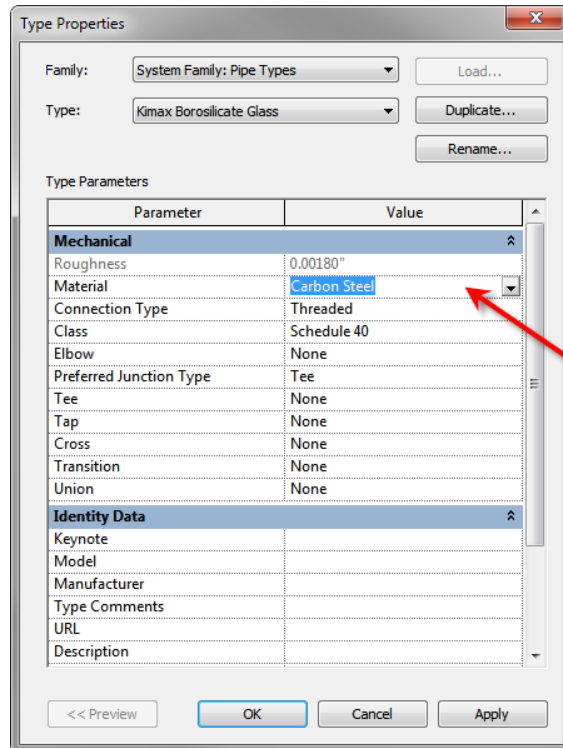 Type Properties
Family: System Family: Pipe Types Load...
Type: Kimax Borosilicate Glass Duplicate...
Rename...
Type Parameters
Parameter Value
Mechanical
Roughness 0.00180"
Material Carbon Steel
Connection Type Threaded
Class Schedule 40
Elbow None
Preferred Junction Type Tee
Tee None
Tap None
Cross None
Transition None
Union None
Identity Data
Keynote
Model
Manufacturer
Type Comments
URL
Description
<< Preview OK Cancel Apply